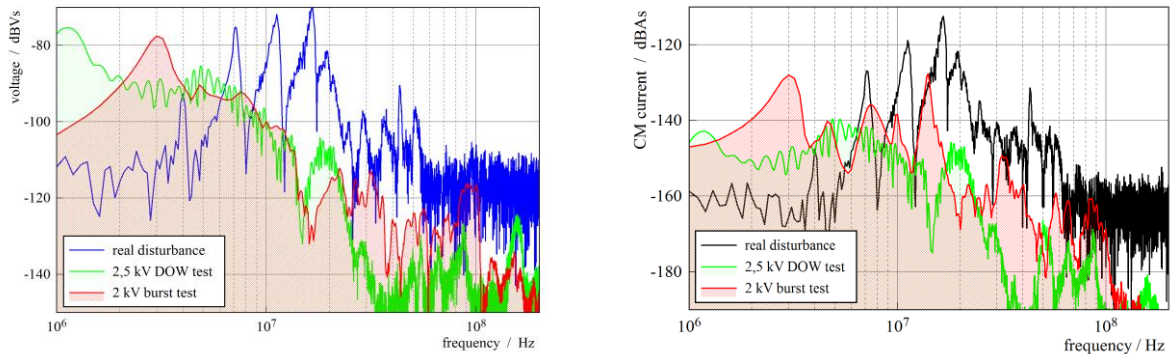 voltage / dBVs
-80
-100
-120
-140
real disturbance
2,5 kV DOW test
2 kV burst test
10⁶
10⁷
10⁸
frequency / Hz
CM current / dBAs
-120
-140
-160
-180
real disturbance
2,5 kV DOW test
2 kV burst test
10⁶
10⁷
10⁸
frequency / Hz